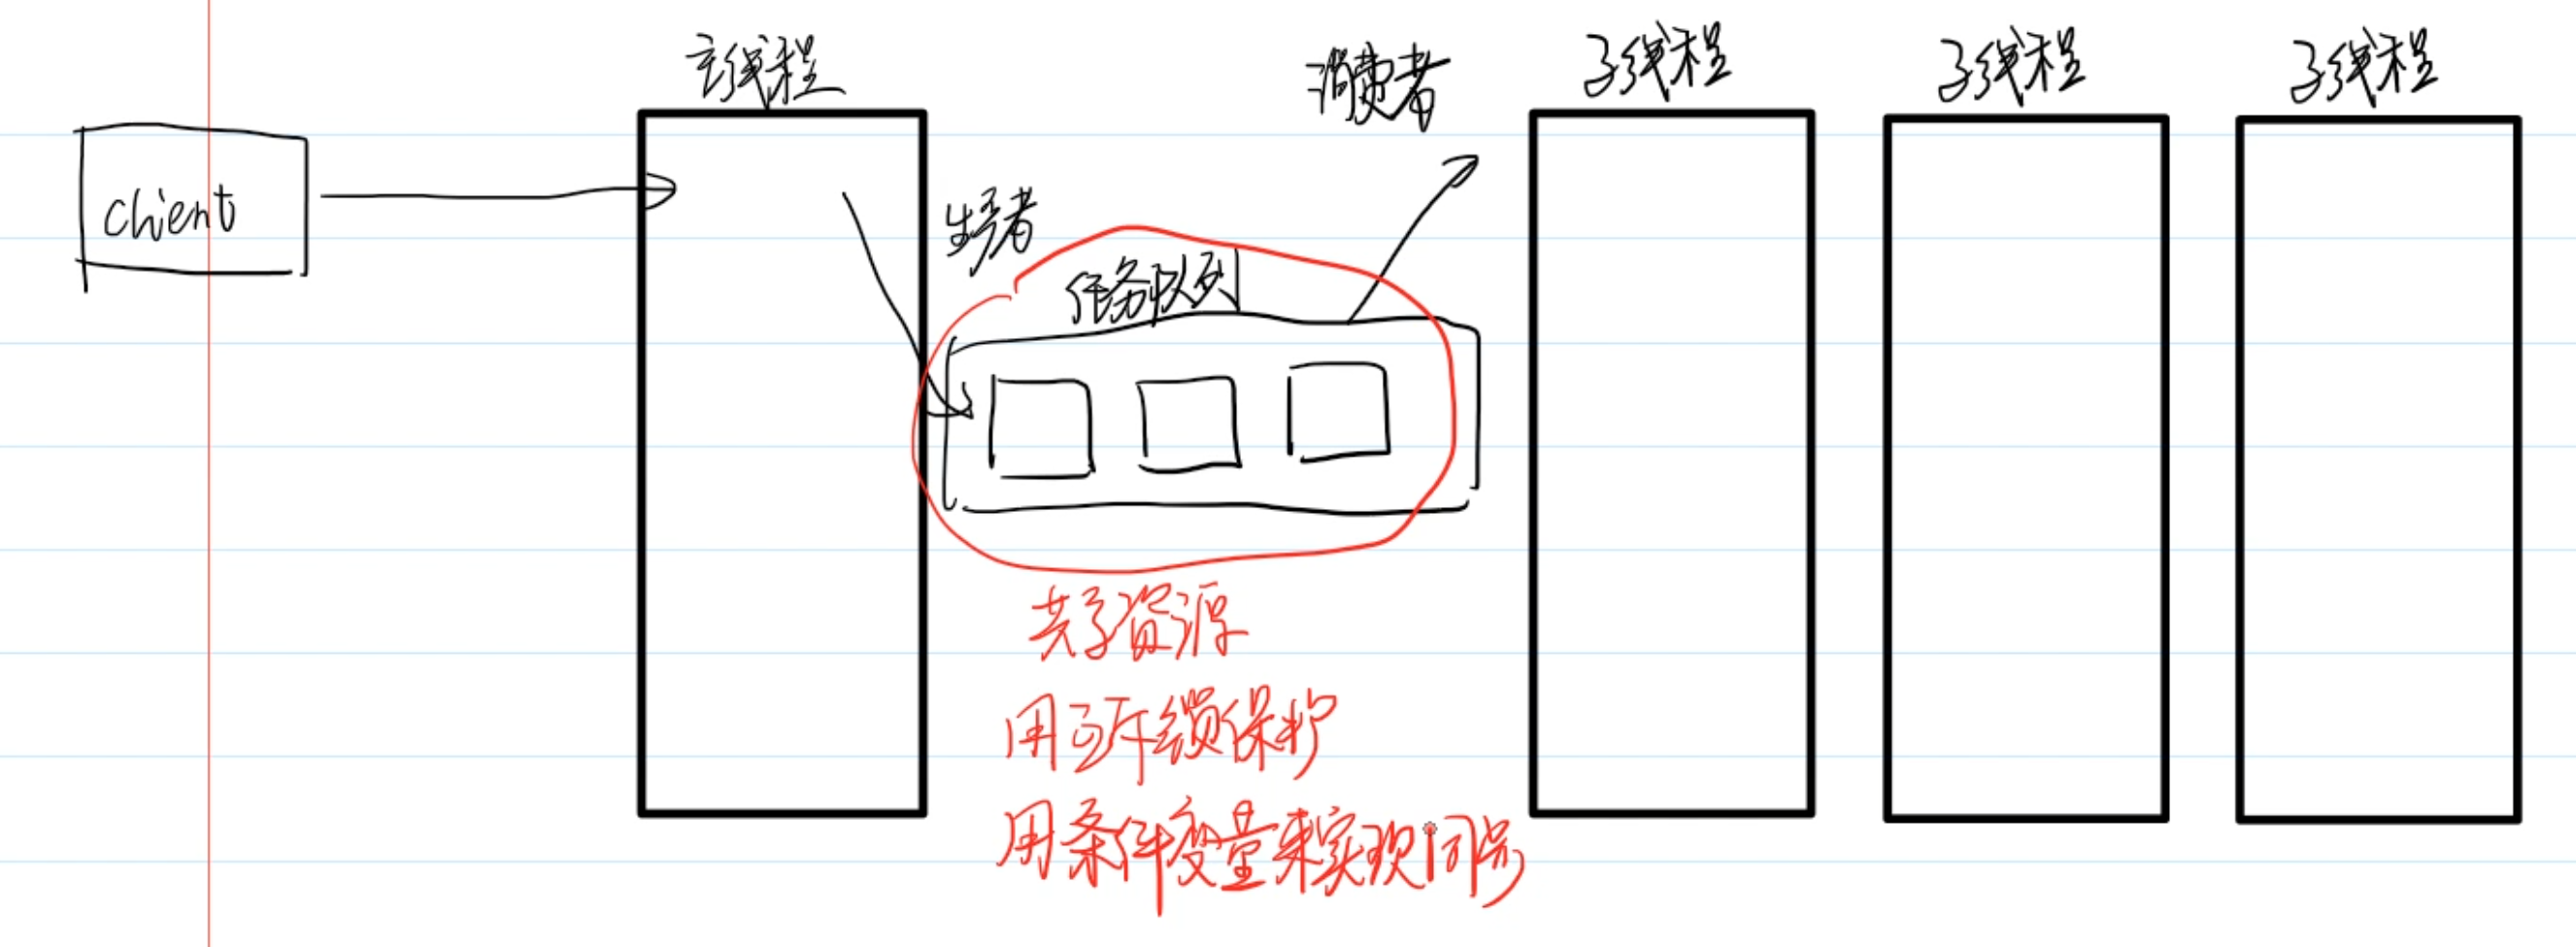 主线程
消费者
子线程
子线程
子线程
client
生产者
任务队列
共享资源
用互斥锁保护
用条件变量来实现同步